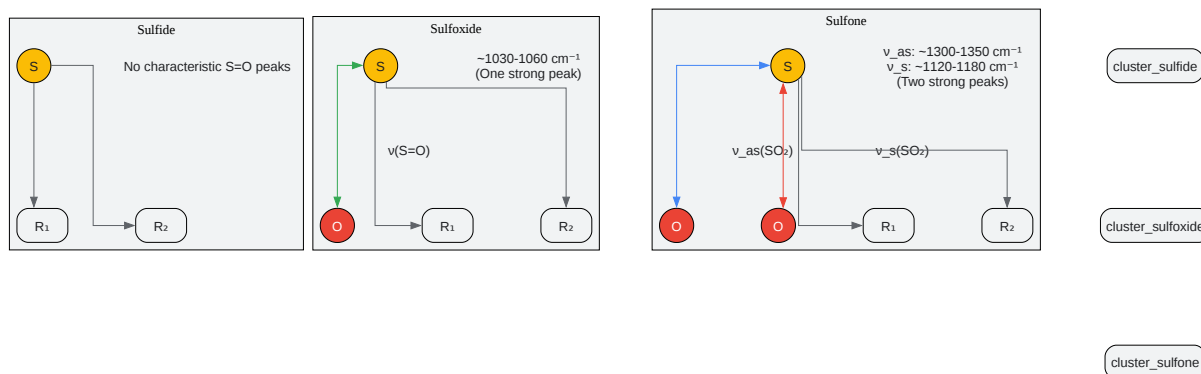 Sulfide
S
No characteristic S=O peaks
R₁
R₂
Sulfoxide
S
~1030-1060 cm⁻¹
(One strong peak)
ν(S=O)
O
R₁
R₂
Sulfone
S
ν_as: ~1300-1350 cm⁻¹
ν_s: ~1120-1180 cm⁻¹
(Two strong peaks)
ν_as(SO₂)
ν_s(SO₂)
O
O
R₁
R₂
cluster_sulfide
cluster_sulfoxide
cluster_sulfone